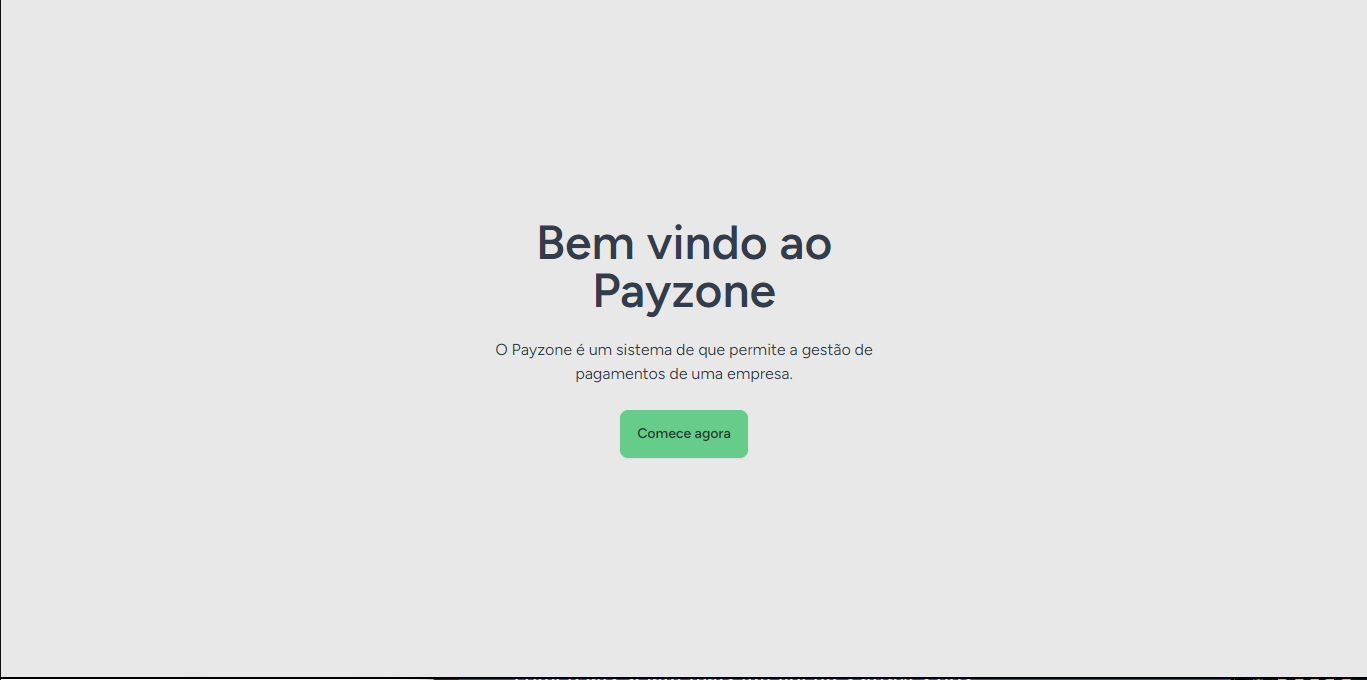 Bem vindo ao
Payzone
O Payzone é um sistema de que permite a gestão de
pagamentos de uma empresa.
Comece agora